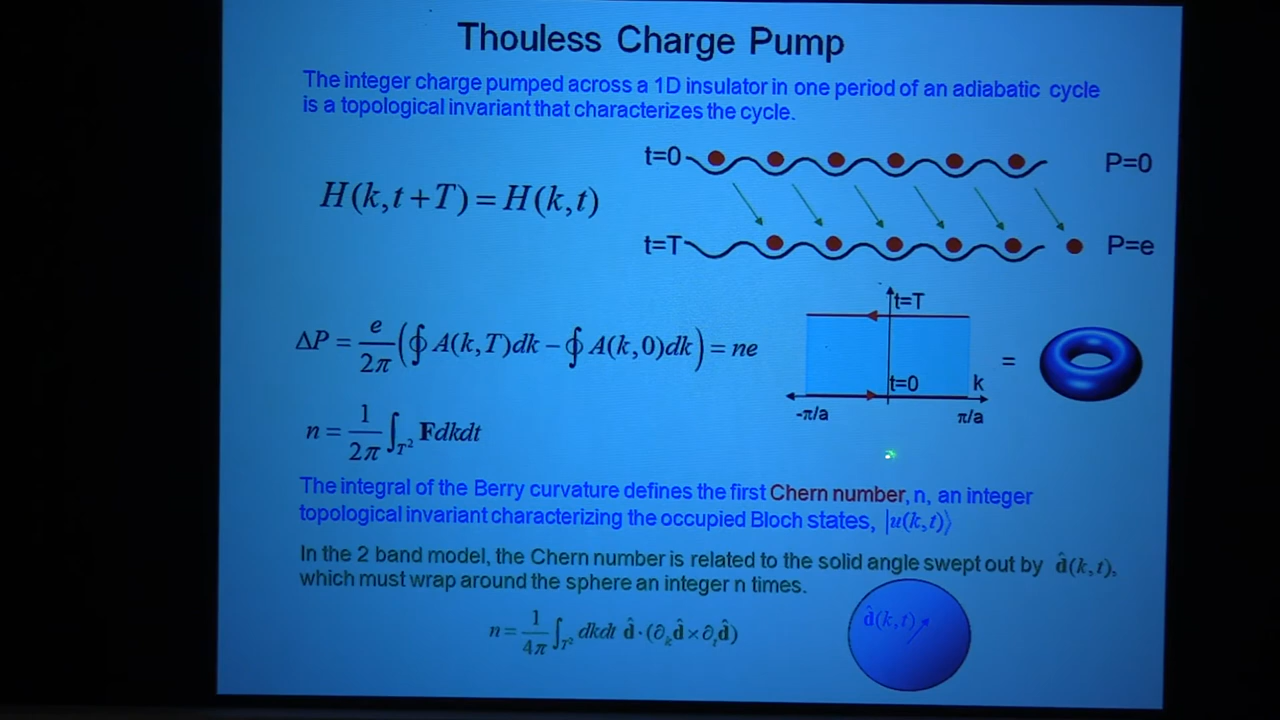 Thouless Charge Pump
The integer charge pumped across a 1D insulator in one period of an adiabatic cycle
is a topological invariant that characterizes the cycle.
t=0
P=0
H(k,t+T)=H(k,t)
t=T
P=e
t=T
ΔP = e/2π (∮ A(k,T)dk − ∮ A(k,0)dk) = ne
=
t=0
k
-π/a
π/a
n = 1/2π ∫_{T²} Fdkdt
The integral of the Berry curvature defines the first Chern number, n, an integer
topological invariant characterizing the occupied Bloch states, |u(k,t)⟩
In the 2 band model, the Chern number is related to the solid angle swept out by d̂(k,t),
which must wrap around the sphere an integer n times.
n = 1/4π ∫_{T²} dkdt d̂·(∂_k d̂ × ∂_t d̂)
d̂(k,t)